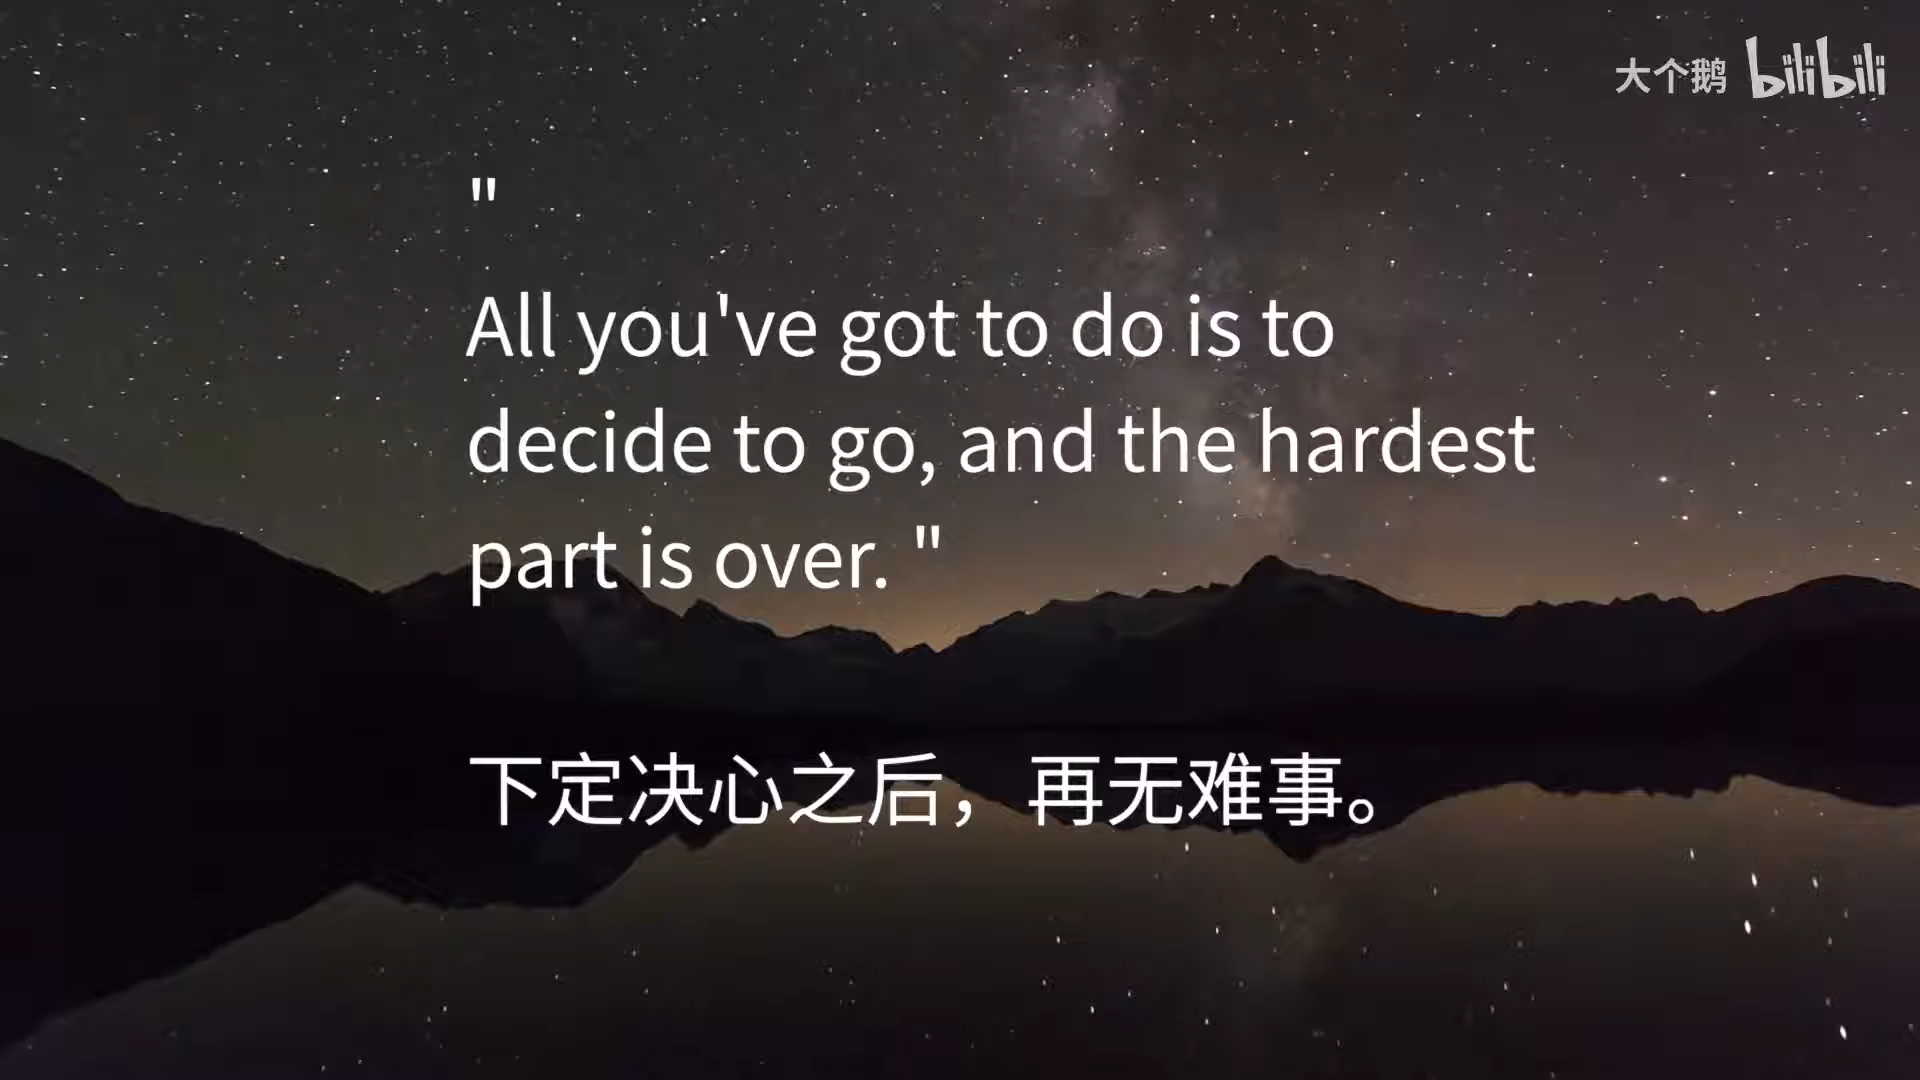 大个鹅 bilibili
"
All you've got to do is to
decide to go, and the hardest
part is over. "
下定决心之后，再无难事。